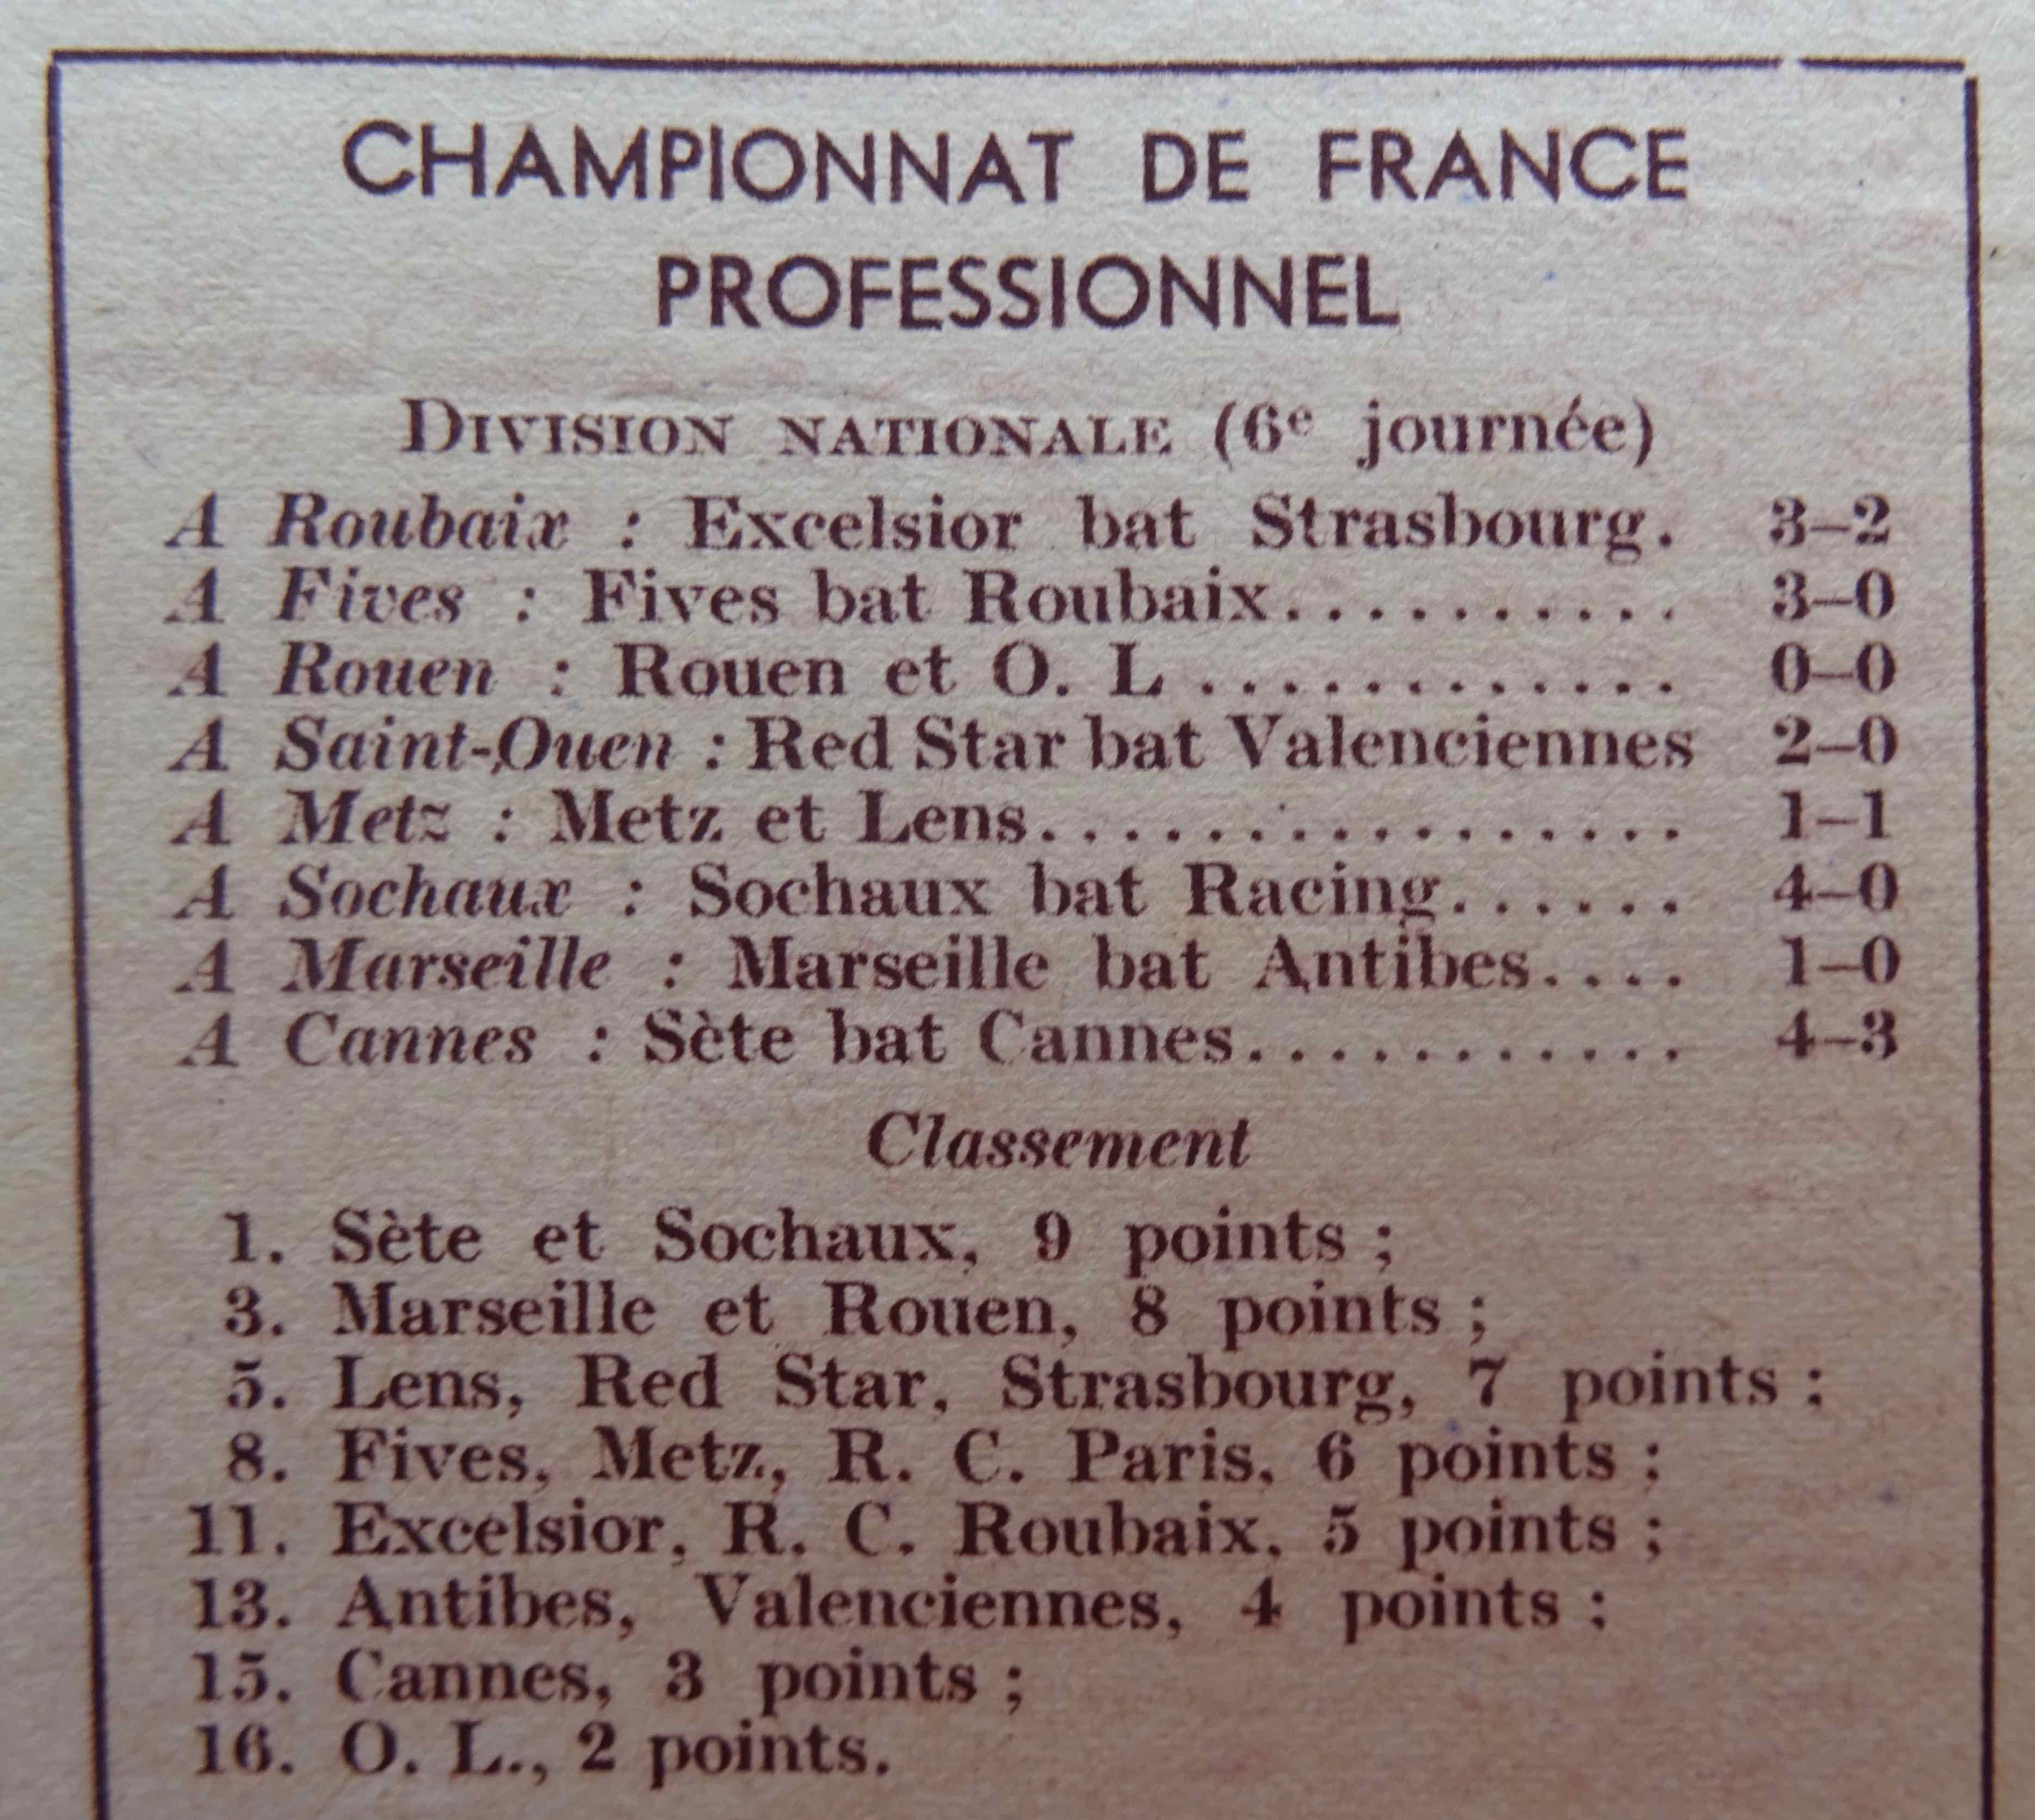 CHAMPIONNAT DE FRANCE
PROFESSIONNEL
DIVISION NATIONALE (6e journée)
A Roubaix : Excelsior bat Strasbourg. 3–2
A Fives : Fives bat Roubaix........... 3–0
A Rouen : Rouen et O. L ............. 0–0
A Saint-Ouen : Red Star bat Valenciennes 2–0
A Metz : Metz et Lens................. 1–1
A Sochaux : Sochaux bat Racing...... 4–0
A Marseille : Marseille bat Antibes.... 1–0
A Cannes : Sète bat Cannes............ 4–3
Classement
1. Sète et Sochaux, 9 points ;
3. Marseille et Rouen, 8 points ;
5. Lens, Red Star, Strasbourg, 7 points ;
8. Fives, Metz, R. C. Paris, 6 points ;
11. Excelsior, R. C. Roubaix, 5 points ;
13. Antibes, Valenciennes, 4 points ;
15. Cannes, 3 points ;
16. O. L., 2 points.